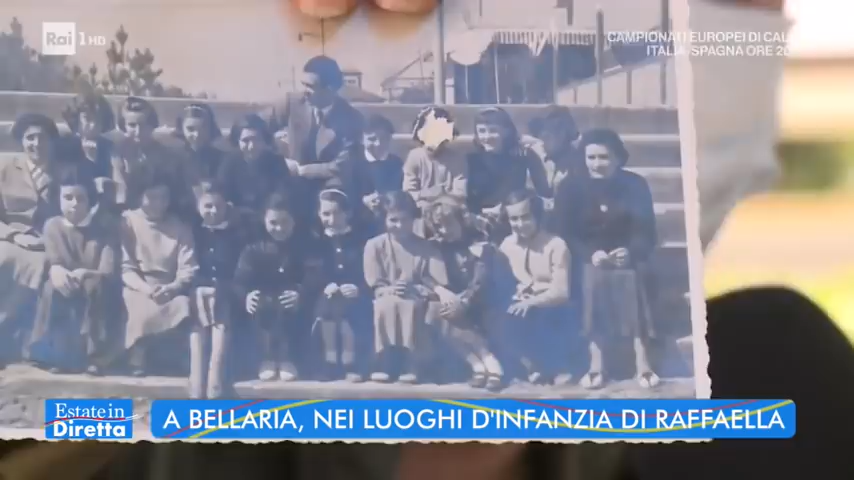 Rai 1 HD
CAMPIONATI EUROPEI DI CAL
ITALIA-SPAGNA ORE 20
Estate in
Diretta
A BELLARIA, NEI LUOGHI D'INFANZIA DI RAFFAELLA